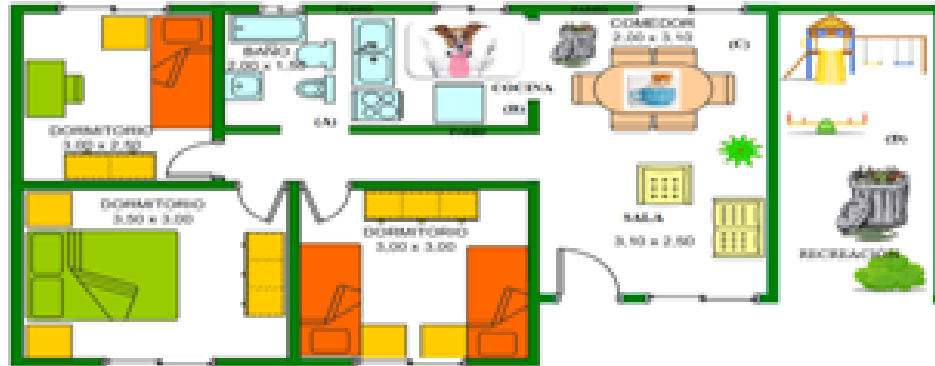 BAÑO
2,00 x 1,50
COMEDOR
2,00 x 3,10
(C)
COCINA
(B)
(A)
DORMITORIO
3,00 x 2,50
(D)
DORMITORIO
3,50 x 3,00
DORMITORIO
3,00 x 3,00
SALA
3,10 x 2,50
RECREACIÓN